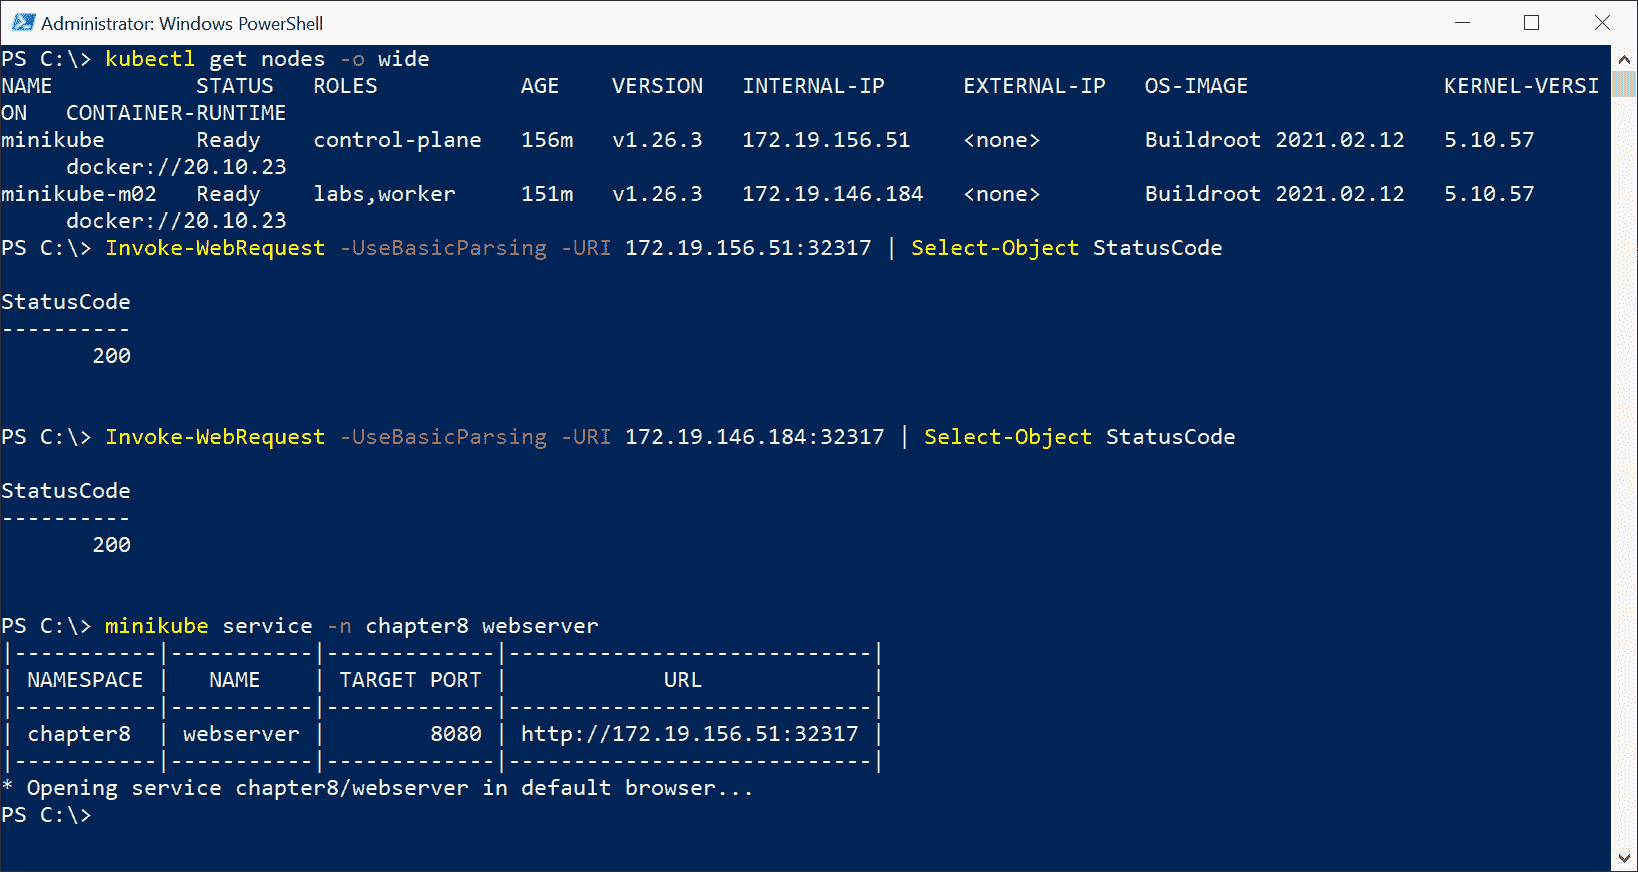 Administrator: Windows PowerShell
PS C:\> kubectl get nodes -o wide
NAME           STATUS   ROLES           AGE    VERSION   INTERNAL-IP      EXTERNAL-IP   OS-IMAGE               KERNEL-VERSI
ON   CONTAINER-RUNTIME
minikube       Ready    control-plane   156m   v1.26.3   172.19.156.51    <none>        Buildroot 2021.02.12   5.10.57
     docker://20.10.23
minikube-m02   Ready    labs,worker     151m   v1.26.3   172.19.146.184   <none>        Buildroot 2021.02.12   5.10.57
     docker://20.10.23
PS C:\> Invoke-WebRequest -UseBasicParsing -URI 172.19.156.51:32317 | Select-Object StatusCode
StatusCode
----------
       200
PS C:\> Invoke-WebRequest -UseBasicParsing -URI 172.19.146.184:32317 | Select-Object StatusCode
StatusCode
----------
       200
PS C:\> minikube service -n chapter8 webserver
|-----------|-----------|-------------|----------------------------|
| NAMESPACE |   NAME    | TARGET PORT |            URL             |
|-----------|-----------|-------------|----------------------------|
| chapter8  | webserver |        8080 | http://172.19.156.51:32317 |
|-----------|-----------|-------------|----------------------------|
* Opening service chapter8/webserver in default browser...
PS C:\>